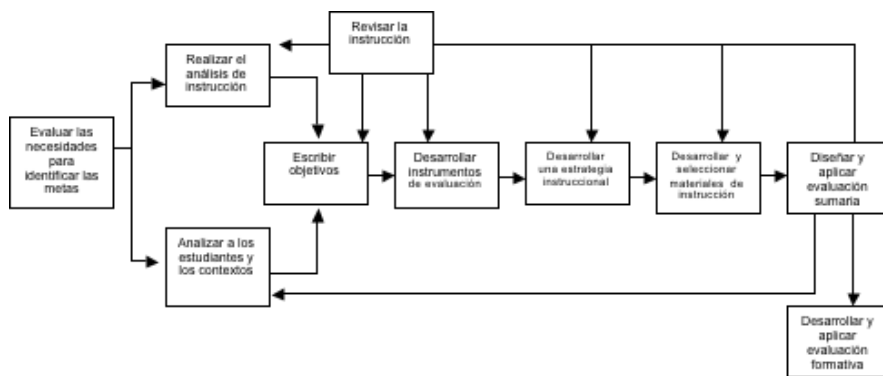 Revisar la
instrucción
Realizar el
análisis de
instrucción
Evaluar las
necesidades
para
identificar las
metas
Escribir
objetivos
Desarrollar
instrumentos
de evaluación
Desarrollar
una estrategia
instruccional
Desarrollar y
seleccionar
materiales de
instrucción
Diseñar y
aplicar
evaluación
sumaria
Analizar a los
estudiantes y
los contextos
Desarrollar y
aplicar
evaluación
formativa